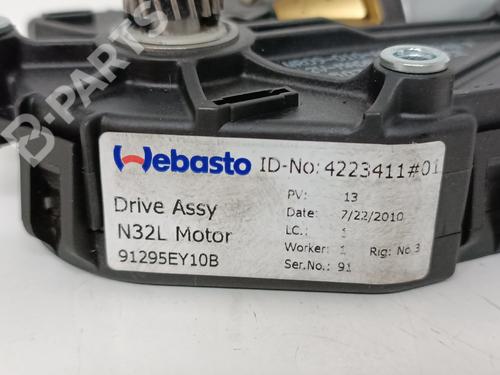 Webasto ID-No: 4223411#01
Drive Assy
N32L Motor
91295EY10B
PV: 13
Date: 7/22/2010
LC.: 1
Worker: 1 Rig: No 3
Ser.No.: 91
B-PARTS